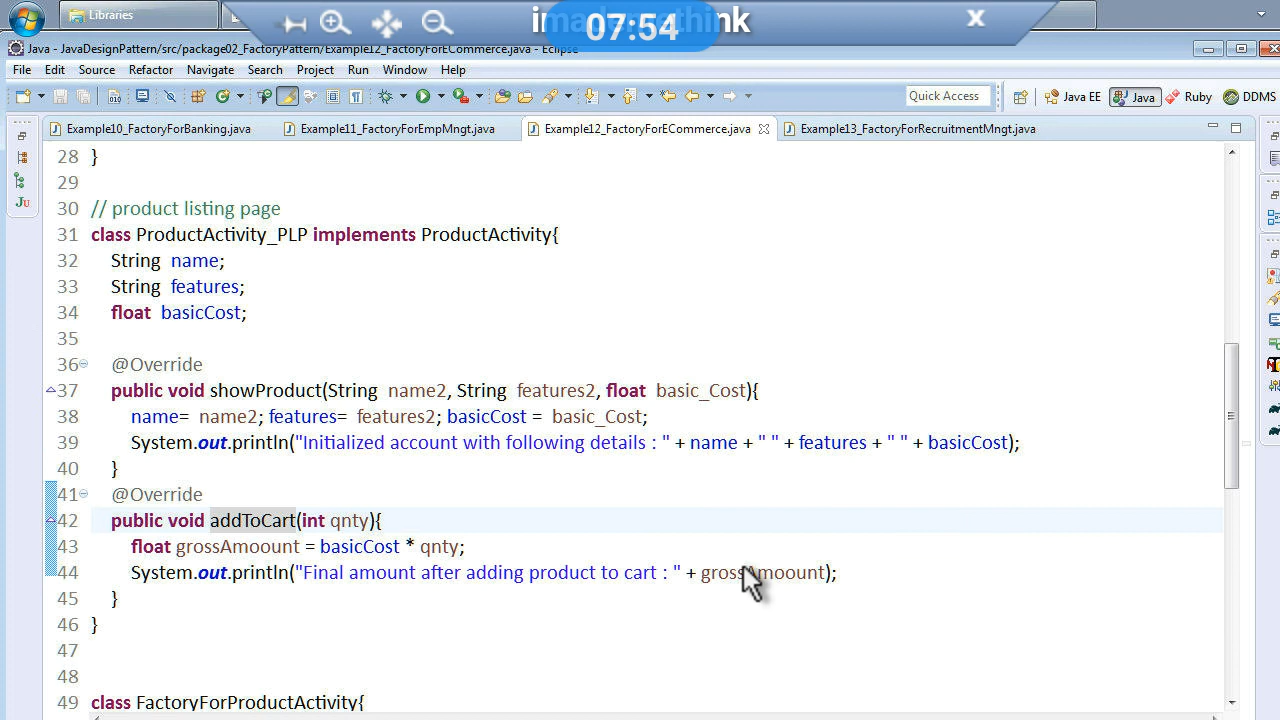 Libraries
07:54
Java - JavaDesignPattern/src/package02_FactoryPattern/Example12_FactoryForECommerce.java - Eclipse
File Edit Source Refactor Navigate Search Project Run Window Help
Quick Access Java EE Java Ruby DDMS
Example10_FactoryForBanking.java Example11_FactoryForEmpMngt.java Example12_FactoryForECommerce.java Example13_FactoryForRecruitmentMngt.java
28 }
29
30 // product listing page
31 class ProductActivity_PLP implements ProductActivity{
32 String name;
33 String features;
34 float basicCost;
35
36 @Override
37 public void showProduct(String name2, String features2, float basic_Cost){
38 name= name2; features= features2; basicCost = basic_Cost;
39 System.out.println("Initialized account with following details : " + name + " " + features + " " + basicCost);
40 }
41 @Override
42 public void addToCart(int qnty){
43 float grossAmoount = basicCost * qnty;
44 System.out.println("Final amount after adding product to cart : " + grossAmoount);
45 }
46 }
47
48
49 class FactoryForProductActivity{